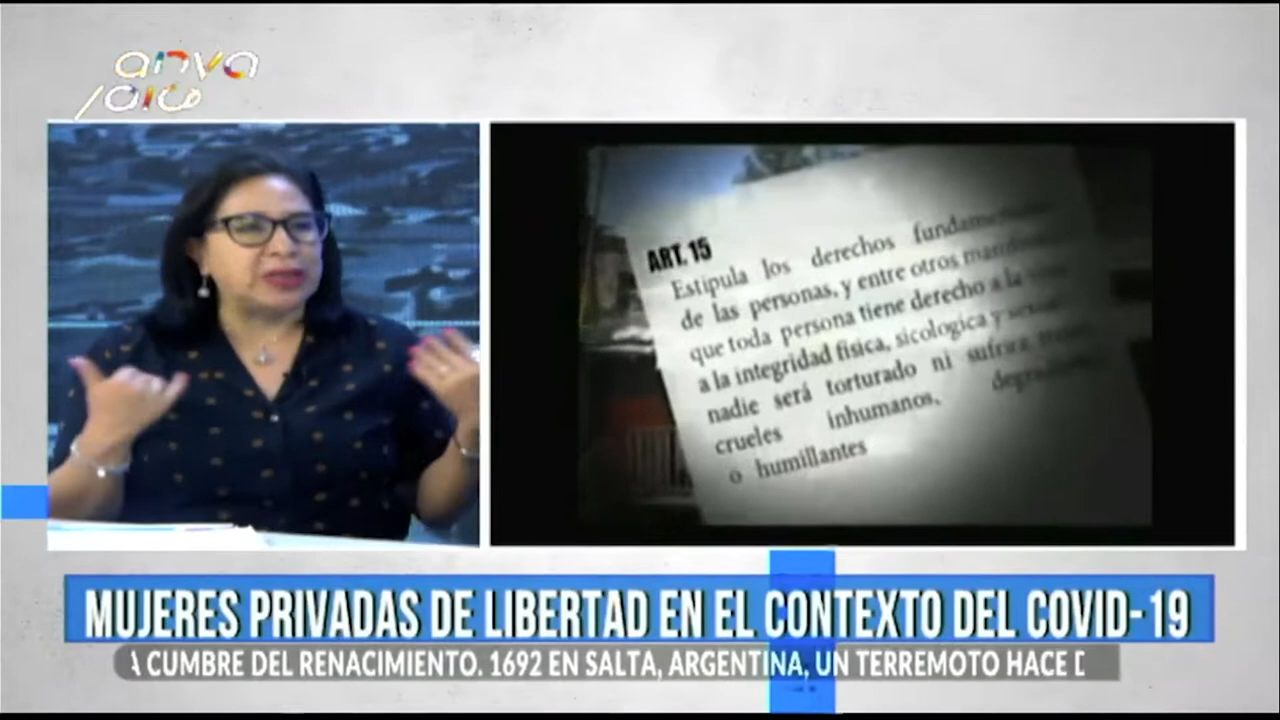 ART. 15
Estipula los derechos
de las personas, y entre otros
que toda persona tiene derecho a la
a la integridad física, sicologica y
nadie será torturado ni sufrirá
crueles inhumanos,
o humillantes
MUJERES PRIVADAS DE LIBERTAD EN EL CONTEXTO DEL COVID-19
A CUMBRE DEL RENACIMIENTO. 1692 EN SALTA, ARGENTINA, UN TERREMOTO HACE